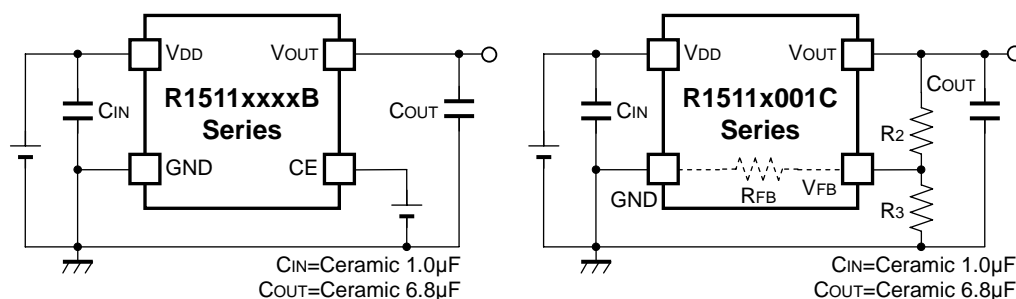 VDD VOUT
R1511xxxxB
Series
CIN
COUT
GND CE
CIN=Ceramic 1.0µF
COUT=Ceramic 6.8µF
VDD VOUT
R1511x001C
Series
CIN
COUT
R2
GND
RFB
VFB
R3
CIN=Ceramic 1.0µF
COUT=Ceramic 6.8µF